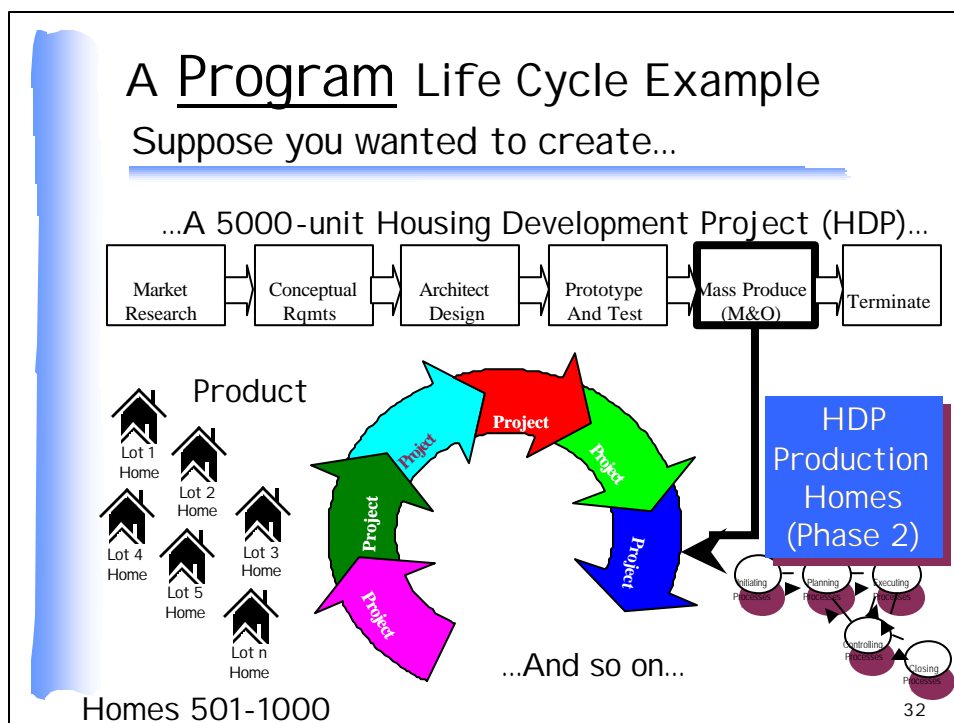 A Program Life Cycle Example
Suppose you wanted to create...
...A 5000-unit Housing Development Project (HDP)...
Market
Research
Conceptual
Rqmts
Architect
Design
Prototype
And Test
Mass Produce
(M&O)
Terminate
Product
Lot 1
Home
Lot 2
Home
Lot 4
Home
Lot 3
Home
Lot 5
Home
Lot n
Home
Project
Project
Project
Project
Project
Project
HDP
Production
Homes
(Phase 2)
Initiating
Processes
Planning
Processes
Executing
Processes
Controlling
Processes
Closing
Processes
...And so on...
Homes 501-1000
32